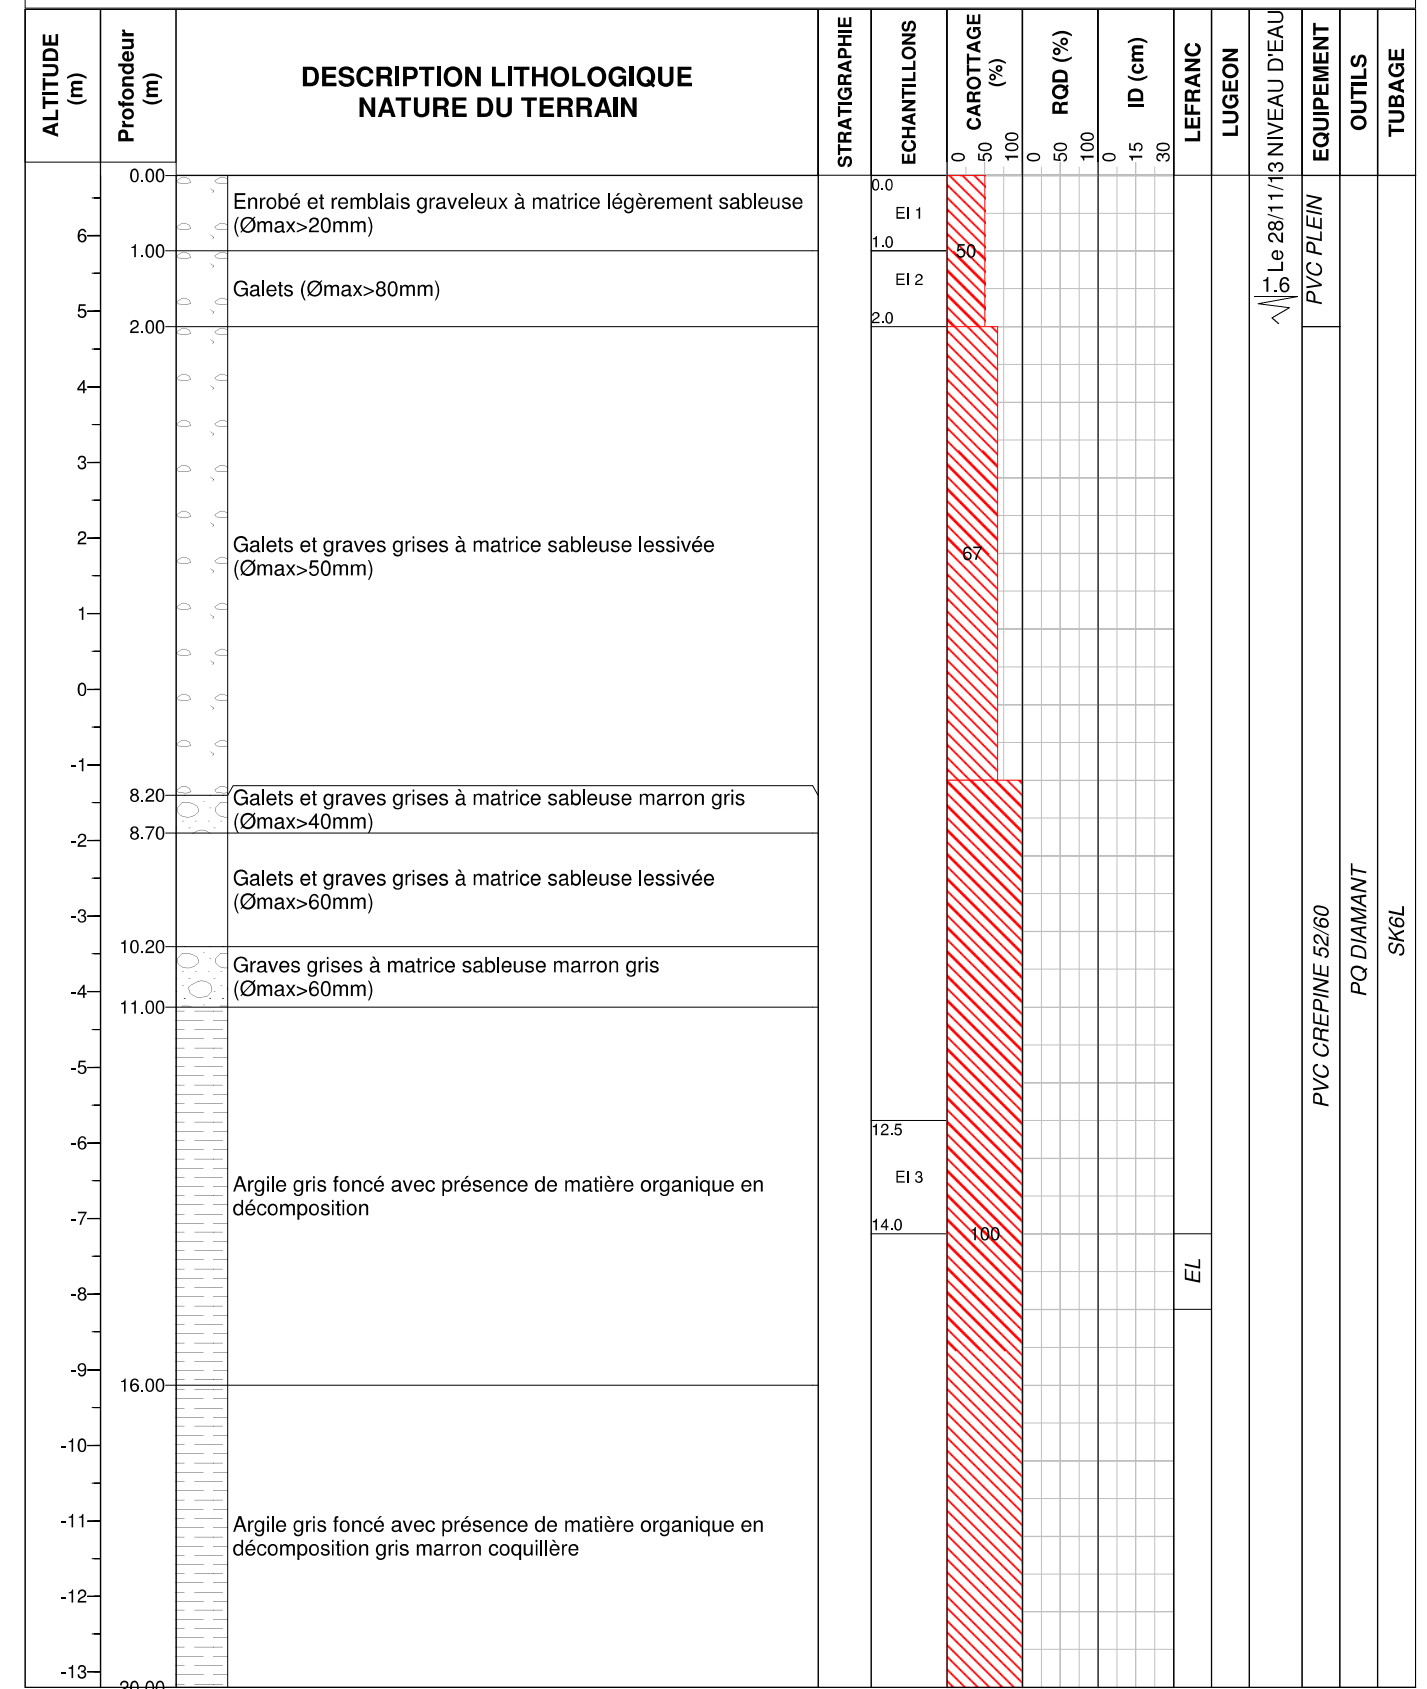 ALTITUDE
(m)
Profondeur
(m)
DESCRIPTION LITHOLOGIQUE
NATURE DU TERRAIN
STRATIGRAPHIE
ECHANTILLONS
CAROTTAGE
(%)
0 50 100
RQD (%)
0 50 100
ID (cm)
0 15 30
LEFRANC
LUGEON
NIVEAU D'EAU
EQUIPEMENT
OUTILS
TUBAGE
6
5
4
3
2
1
0
-1
-2
-3
-4
-5
-6
-7
-8
-9
-10
-11
-12
-13
0.00
1.00
2.00
8.20
8.70
10.20
11.00
16.00
20.00
Enrobé et remblais graveleux à matrice légèrement sableuse
(Ømax>20mm)
Galets (Ømax>80mm)
Galets et graves grises à matrice sableuse lessivée
(Ømax>50mm)
Galets et graves grises à matrice sableuse marron gris
(Ømax>40mm)
Galets et graves grises à matrice sableuse lessivée
(Ømax>60mm)
Graves grises à matrice sableuse marron gris
(Ømax>60mm)
Argile gris foncé avec présence de matière organique en
décomposition
Argile gris foncé avec présence de matière organique en
décomposition gris marron coquillère
0.0
EI 1
1.0
EI 2
2.0
12.5
EI 3
14.0
50
67
100
EL
Le 28/11/13
1.6
PVC PLEIN
PVC CREPINE 52/60
PQ DIAMANT
SK6L